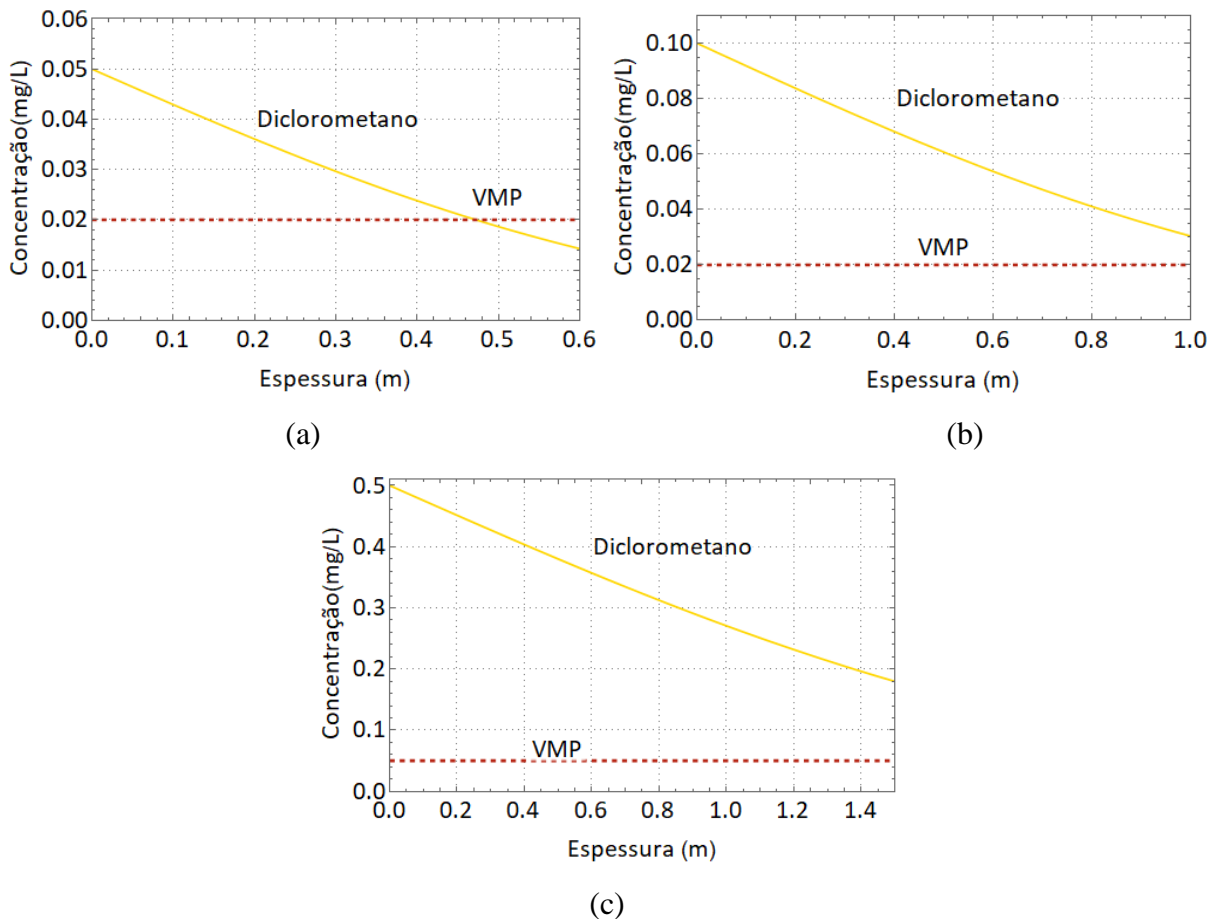 0.06
0.05
0.04
0.03
0.02
0.01
0.00
Concentração(mg/L)
Diclorometano
VMP
0.0 0.1 0.2 0.3 0.4 0.5 0.6
Espessura (m)
(a)
0.10
0.08
0.06
0.04
0.02
0.00
Concentração(mg/L)
Diclorometano
VMP
0.0 0.2 0.4 0.6 0.8 1.0
Espessura (m)
(b)
0.5
0.4
0.3
0.2
0.1
0.0
Concentração(mg/L)
Diclorometano
VMP
0.0 0.2 0.4 0.6 0.8 1.0 1.2 1.4
Espessura (m)
(c)